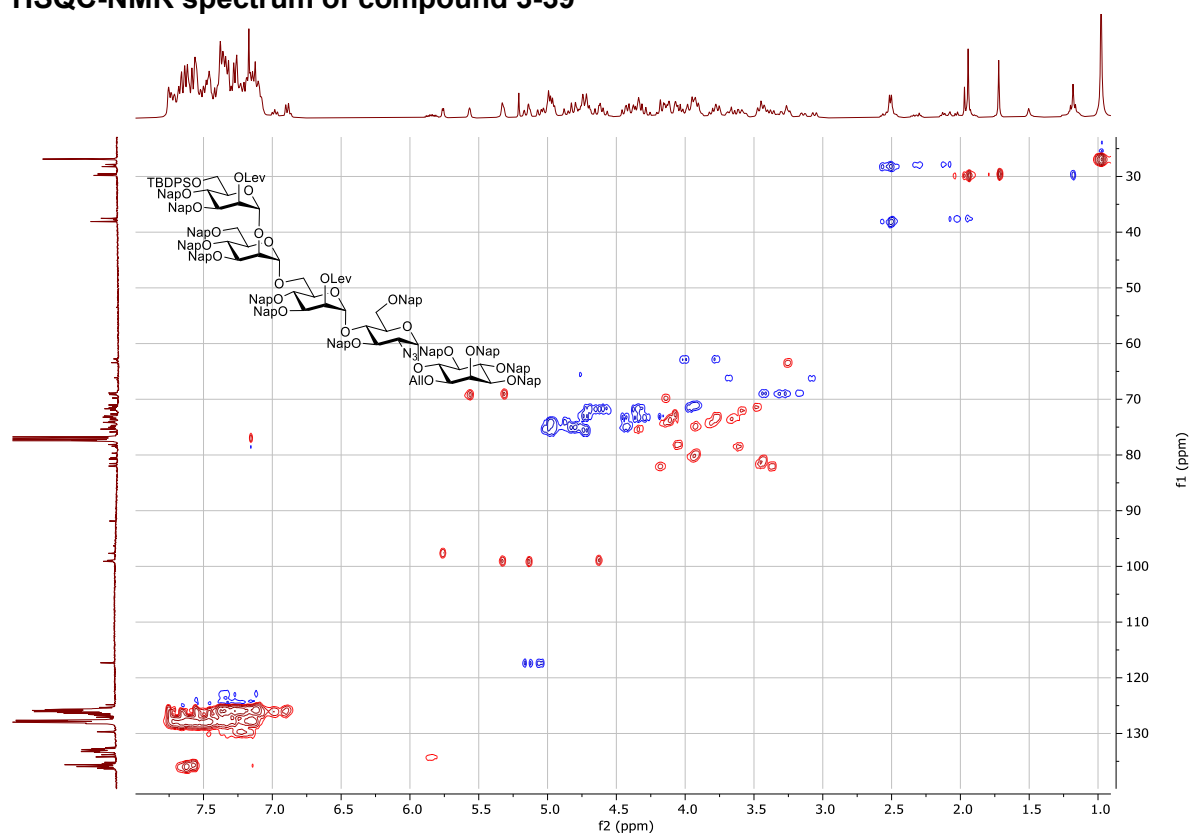 HSQC-NMR spectrum of compound 3-39
TBDPSO
OLev
NapO
O
NapO
O
NapO
O
NapO
NapO
O
OLev
O
NapO
NapO
ONap
O
O
NapO
N3
NapO
ONap
O
ONap
AllO
ONap
30
40
50
60
70
80
90
100
110
120
130
f1 (ppm)
7.5 7.0 6.5 6.0 5.5 5.0 4.5 4.0 3.5 3.0 2.5 2.0 1.5 1.0
f2 (ppm)